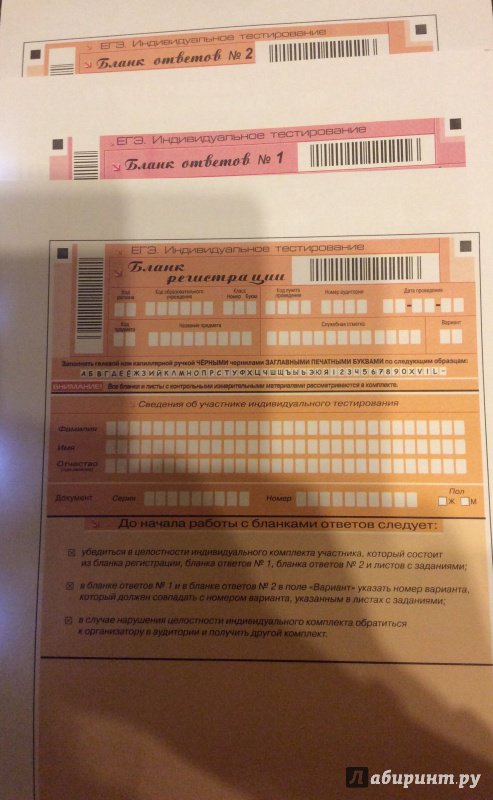 ЕГЭ. Индивидуальное тестирование
Бланк ответов № 2
ЕГЭ. Индивидуальное тестирование
Бланк ответов № 1
ЕГЭ. Индивидуальное тестирование
Бланк
регистрации
Код региона Код образовательного учреждения Класс Номер Буква Код пункта проведения Номер аудитории Дата проведения
Код предмета Название предмета Служебная отметка Вариант
Заполнять гелевой или капиллярной ручкой ЧЁРНЫМИ чернилами ЗАГЛАВНЫМИ ПЕЧАТНЫМИ БУКВАМИ по следующим образцам:
А Б В Г Д Е Ё Ж З И Й К Л М Н О П Р С Т У Ф Х Ц Ч Ш Щ Ъ Ы Ь Э Ю Я 1 2 3 4 5 6 7 8 9 0 X V I L -
ВНИМАНИЕ! Все бланки и листы с контрольными измерительными материалами рассматриваются в комплекте.
Сведения об участнике индивидуального тестирования
Фамилия
Имя
Отчество
Документ Серия Номер Пол
Ж М
До начала работы с бланками ответов следует:
убедиться в целостности индивидуального комплекта участника, который состоит
из бланка регистрации, бланка ответов № 1, бланка ответов № 2 и листов с заданиями;
в бланке ответов № 1 и в бланке ответов № 2 в поле «Вариант» указать номер варианта,
который должен совпадать с номером варианта, указанным в листах с заданиями;
в случае нарушения целостности индивидуального комплекта обратиться
к организатору в аудитории и получить другой комплект.
Лабиринт.ру